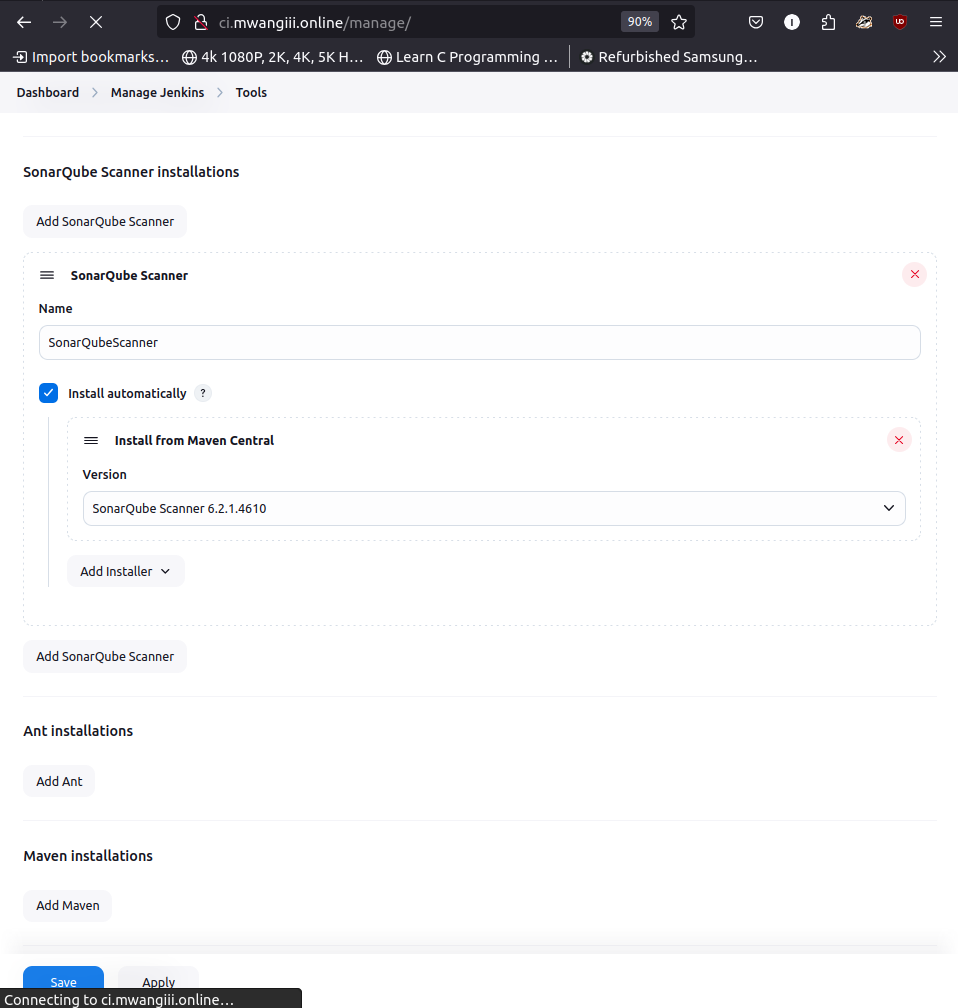 ci.mwangiii.online/manage/
90%
Import bookmarks...
4k 1080P, 2K, 4K, 5K H...
Learn C Programming ...
Refurbished Samsung...
Dashboard > Manage Jenkins > Tools
SonarQube Scanner installations
Add SonarQube Scanner
SonarQube Scanner
Name
SonarQubeScanner
Install automatically ?
Install from Maven Central
Version
SonarQube Scanner 6.2.1.4610
Add Installer
Add SonarQube Scanner
Ant installations
Add Ant
Maven installations
Add Maven
Save
Apply
Connecting to ci.mwangiii.online...